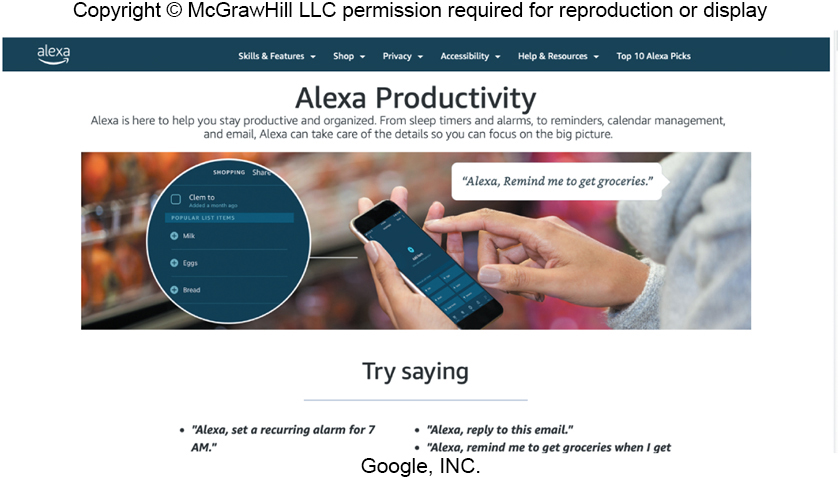 Copyright © McGrawHill LLC permission required for reproduction or display
alexa
Skills & Features Shop Privacy Accessibility Help & Resources Top 10 Alexa Picks
Alexa Productivity
Alexa is here to help you stay productive and organized. From sleep timers and alarms, to reminders, calendar management,
and email, Alexa can take care of the details so you can focus on the big picture.
SHOPPING Share
Clem to
Added a month ago
POPULAR LIST ITEMS
Milk
Eggs
Bread
“Alexa, Remind me to get groceries.”
Try saying
• "Alexa, set a recurring alarm for 7
AM."
• "Alexa, reply to this email."
• "Alexa, remind me to get groceries when I get
Google, INC.